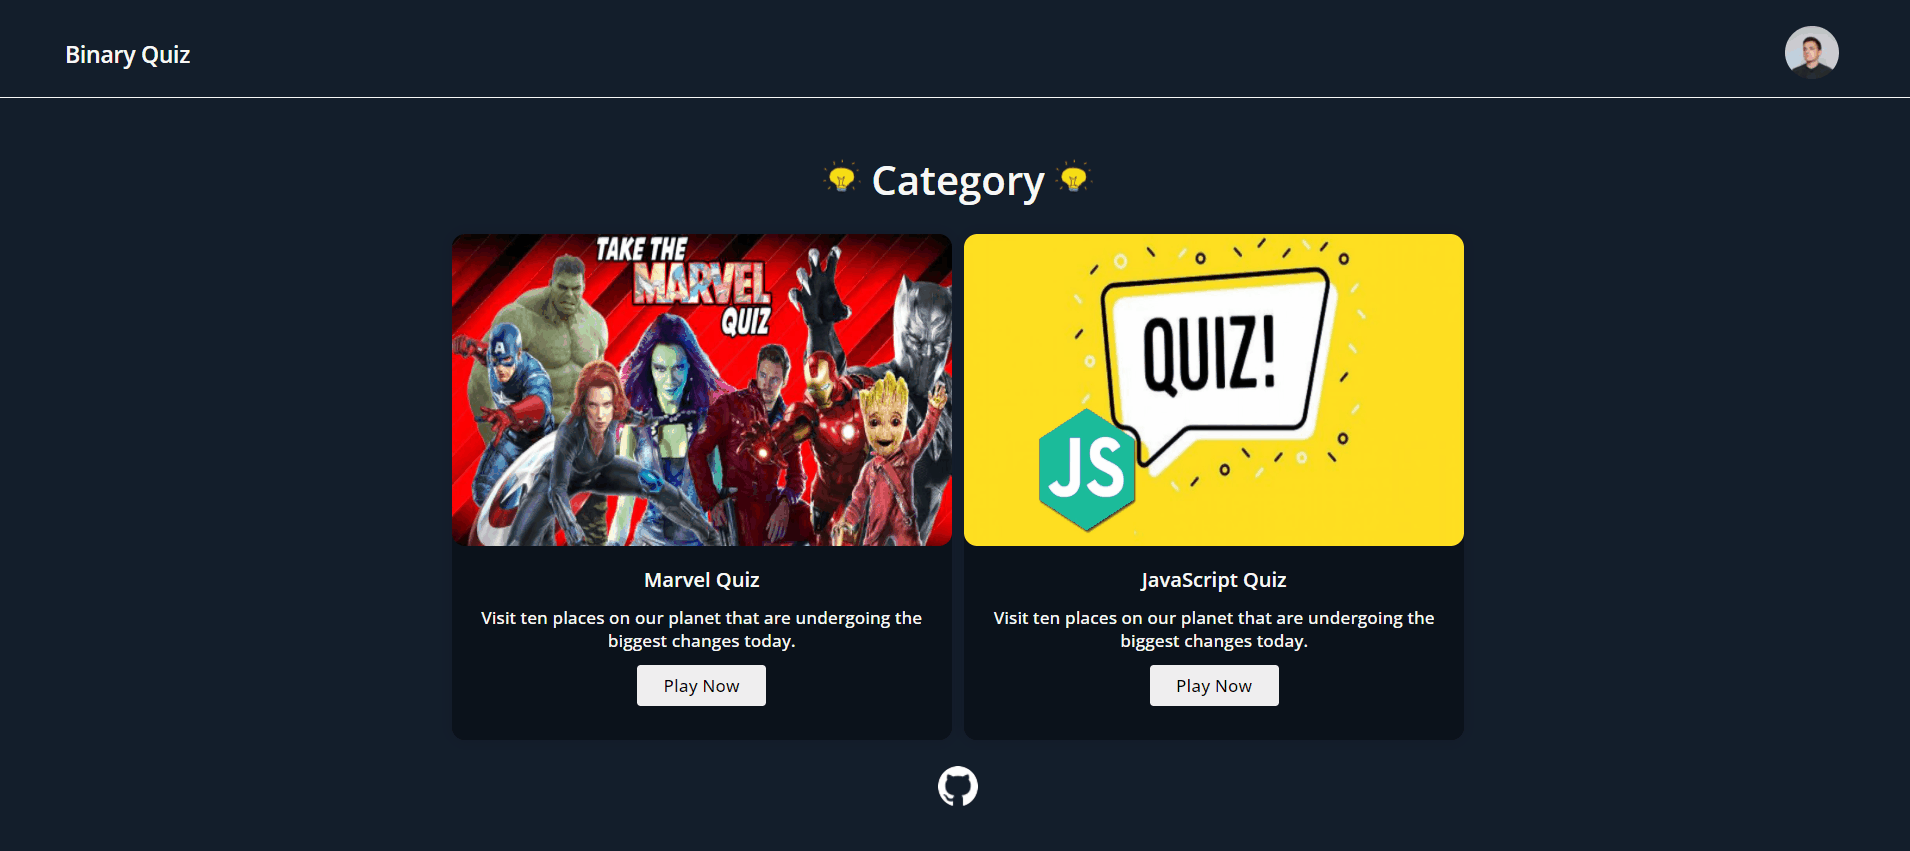 Binary Quiz
Category
TAKE THE
MARVEL
QUIZ
A
QUIZ!
JS
Marvel Quiz
Visit ten places on our planet that are undergoing the
biggest changes today.
Play Now
JavaScript Quiz
Visit ten places on our planet that are undergoing the
biggest changes today.
Play Now